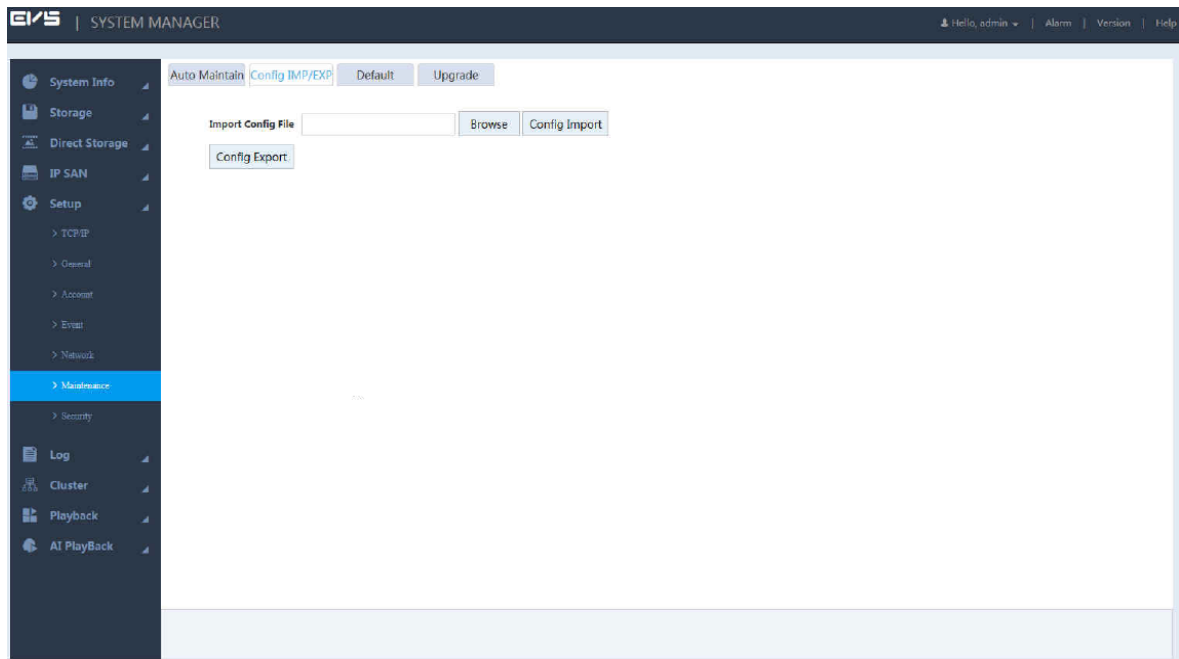 EVS | SYSTEM MANAGER
Hello, admin | Alarm | Version | Help
Auto Maintain Config IMP/EXP Default Upgrade
System Info
Storage
Direct Storage
IP SAN
Setup
> TCP/IP
> General
> Account
> Event
> Network
> Maintenance
> Security
Log
Cluster
Playback
AI PlayBack
Import Config File Browse Config Import
Config Export